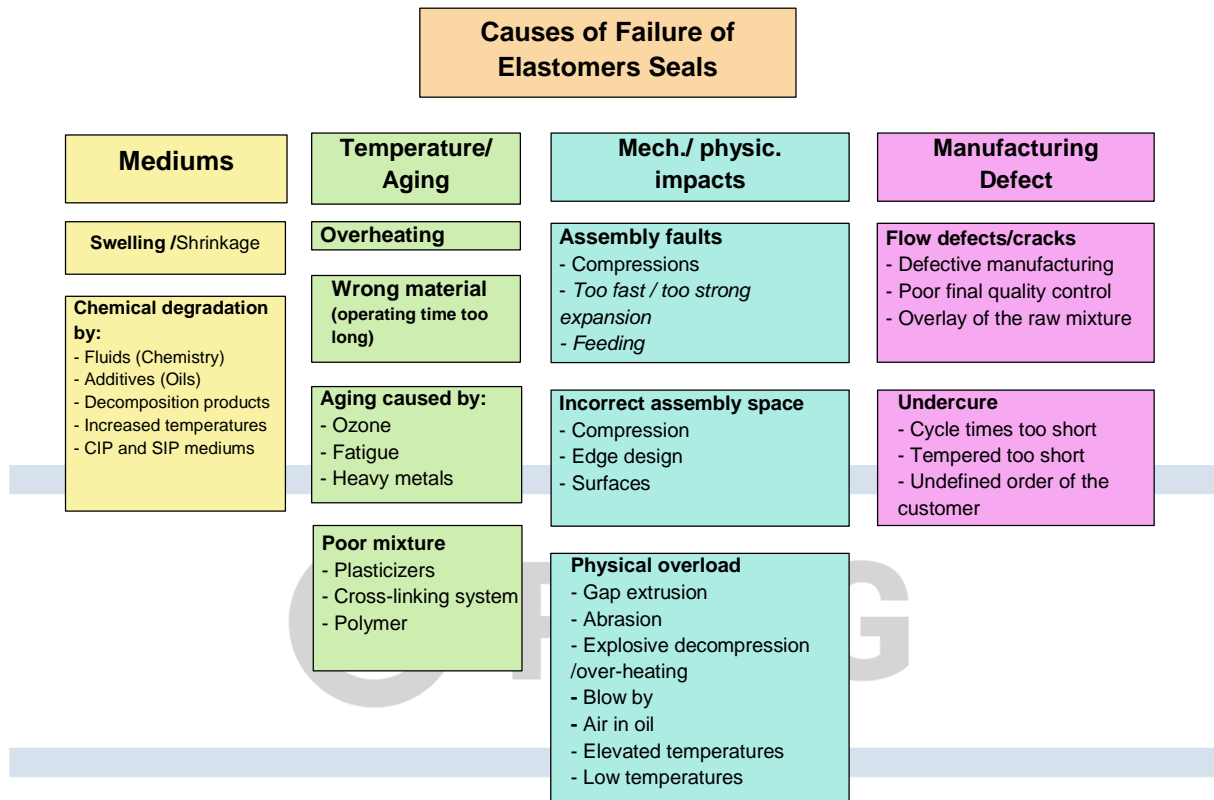 Causes of Failure of
Elastomers Seals
Mediums
Swelling /Shrinkage
Chemical degradation
by:
- Fluids (Chemistry)
- Additives (Oils)
- Decomposition products
- Increased temperatures
- CIP and SIP mediums
Temperature/
Aging
Overheating
Wrong material
(operating time too
long)
Aging caused by:
- Ozone
- Fatigue
- Heavy metals
Poor mixture
- Plasticizers
- Cross-linking system
- Polymer
Mech./ physic.
impacts
Assembly faults
- Compressions
- Too fast / too strong
expansion
- Feeding
Incorrect assembly space
- Compression
- Edge design
- Surfaces
Physical overload
- Gap extrusion
- Abrasion
- Explosive decompression
/over-heating
- Blow by
- Air in oil
- Elevated temperatures
- Low temperatures
Manufacturing
Defect
Flow defects/cracks
- Defective manufacturing
- Poor final quality control
- Overlay of the raw mixture
Undercure
- Cycle times too short
- Tempered too short
- Undefined order of the
customer